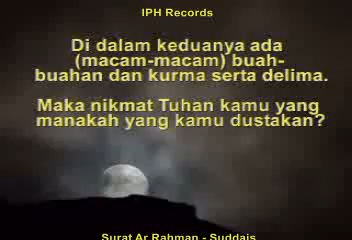 IPH Records
Di dalam keduanya ada
(macam-macam) buah-
buahan dan kurma serta delima.
Maka nikmat Tuhan kamu yang
manakah yang kamu dustakan?
Surat Ar Rahman - Suddais